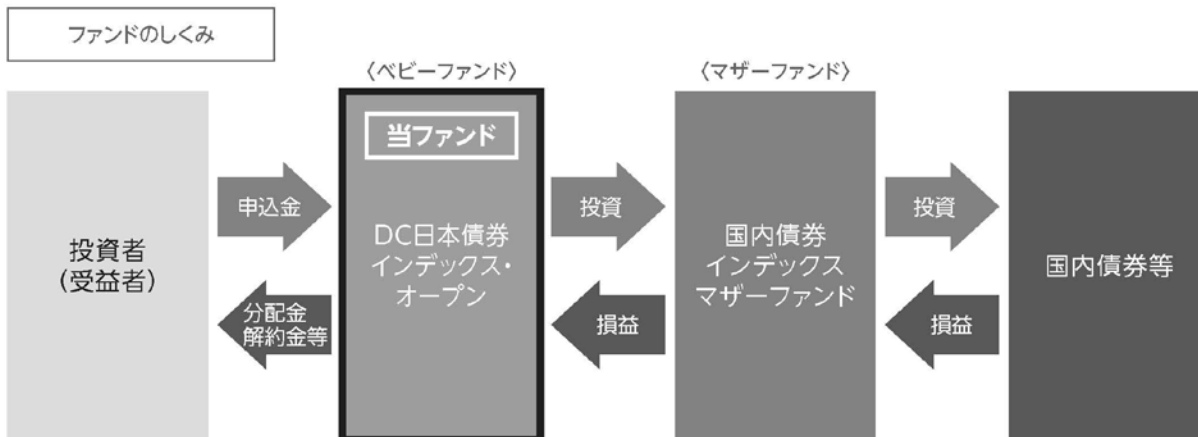 ファンドのしくみ
〈ベビーファンド〉
〈マザーファンド〉
投資者
（受益者）
申込金
分配金
解約金等
当ファンド
DC日本債券
インデックス・
オープン
投資
損益
国内債券
インデックス
マザーファンド
投資
損益
国内債券等